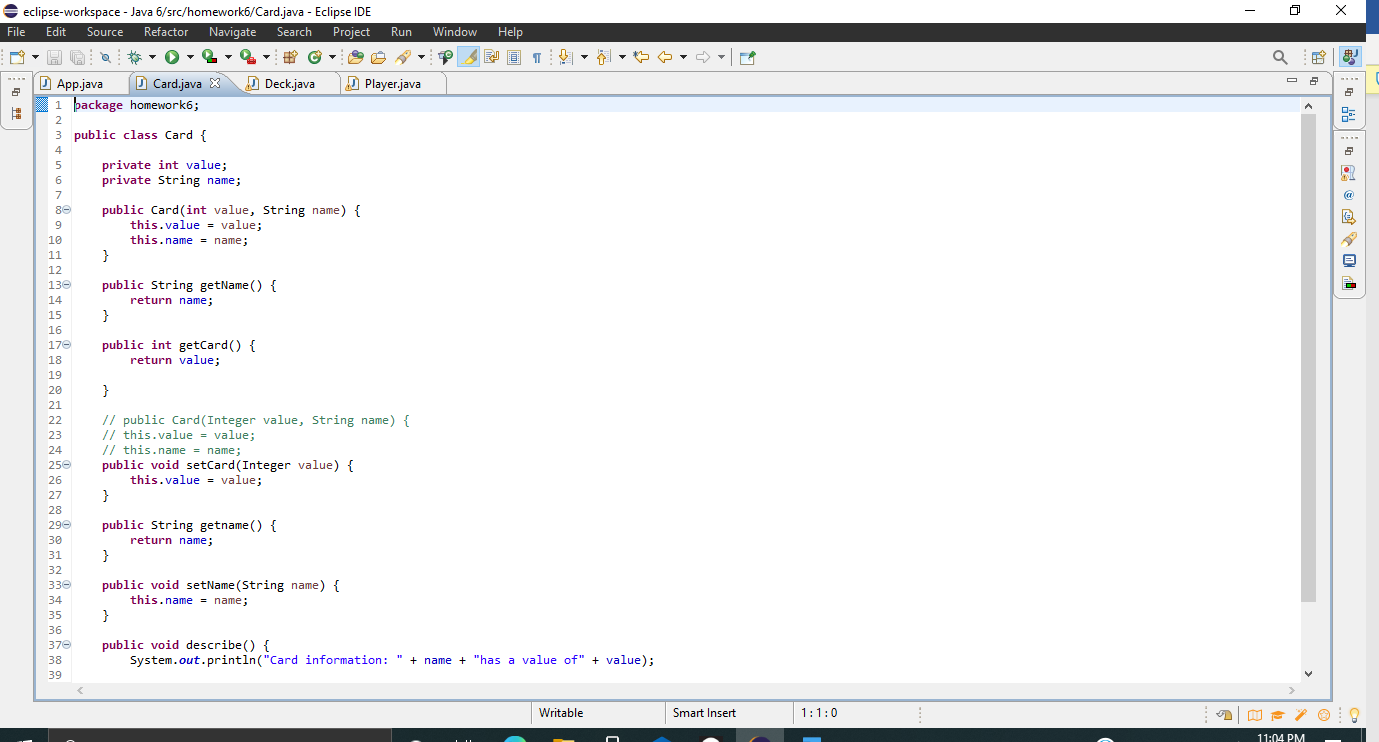 eclipse-workspace - Java 6/src/homework6/Card.java - Eclipse IDE
File Edit Source Refactor Navigate Search Project Run Window Help
App.java Card.java Deck.java Player.java
1 package homework6;
2
3 public class Card {
4
5 private int value;
6 private String name;
7
8 public Card(int value, String name) {
9 this.value = value;
10 this.name = name;
11 }
12
13 public String getName() {
14 return name;
15 }
16
17 public int getCard() {
18 return value;
19
20 }
21
22 // public Card(Integer value, String name) {
23 // this.value = value;
24 // this.name = name;
25 public void setCard(Integer value) {
26 this.value = value;
27 }
28
29 public String getname() {
30 return name;
31 }
32
33 public void setName(String name) {
34 this.name = name;
35 }
36
37 public void describe() {
38 System.out.println("Card information: " + name + "has a value of" + value);
39
Writable Smart Insert 1 : 1 : 0
11:04 PM